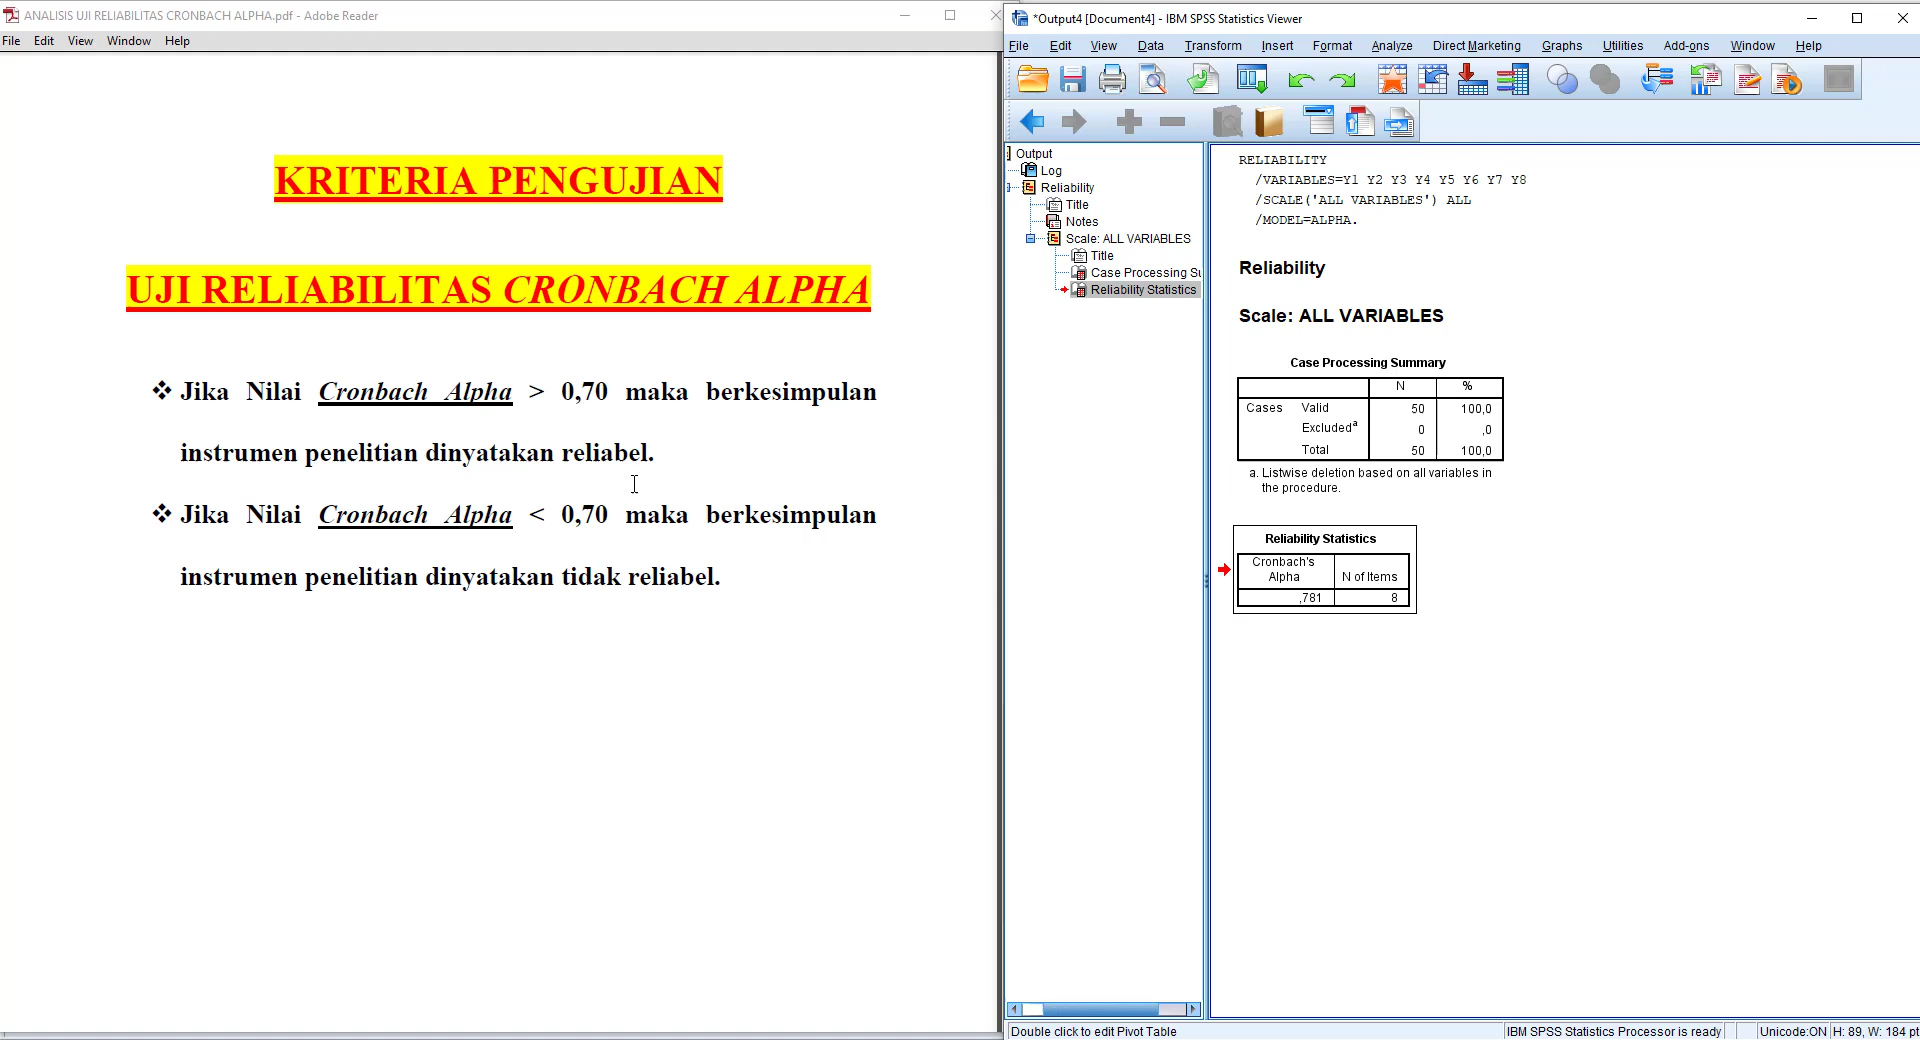 ANALISIS UJI RELIABILITAS CRONBACH ALPHA.pdf - Adobe Reader
File Edit View Window Help
KRITERIA PENGUJIAN
UJI RELIABILITAS CRONBACH ALPHA
❖ Jika Nilai Cronbach Alpha > 0,70 maka berkesimpulan
instrumen penelitian dinyatakan reliabel.
❖ Jika Nilai Cronbach Alpha < 0,70 maka berkesimpulan
instrumen penelitian dinyatakan tidak reliabel.
*Output4 [Document4] - IBM SPSS Statistics Viewer
File Edit View Data Transform Insert Format Analyze Direct Marketing Graphs Utilities Add-ons Window Help
Output
Log
Reliability
Title
Notes
Scale: ALL VARIABLES
Title
Case Processing Su
Reliability Statistics
RELIABILITY
/VARIABLES=Y1 Y2 Y3 Y4 Y5 Y6 Y7 Y8
/SCALE('ALL VARIABLES') ALL
/MODEL=ALPHA.
Reliability
Scale: ALL VARIABLES
Case Processing Summary
N %
Cases Valid 50 100,0
Excludedª 0 ,0
Total 50 100,0
a. Listwise deletion based on all variables in
the procedure.
Reliability Statistics
Cronbach's
Alpha N of Items
,781 8
Double click to edit Pivot Table
IBM SPSS Statistics Processor is ready Unicode:ON H: 89, W: 184 pt